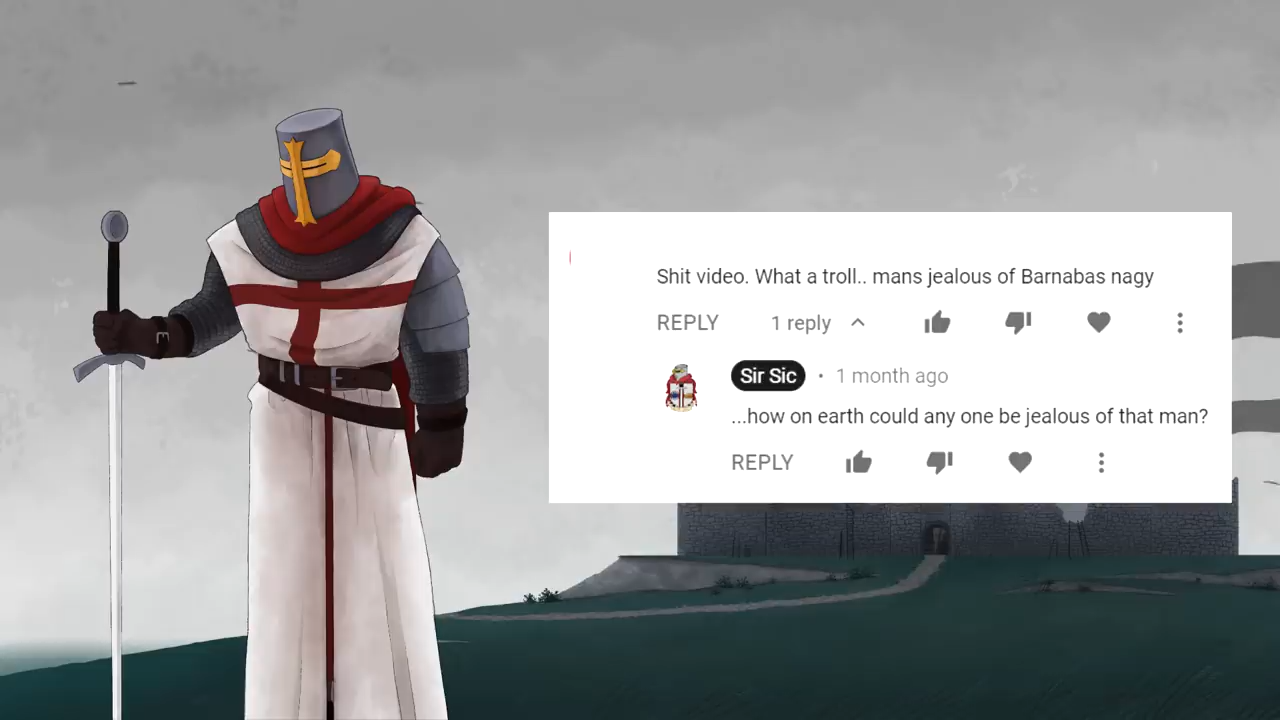 Shit video. What a troll.. mans jealous of Barnabas nagy
REPLY 1 reply
Sir Sic • 1 month ago
...how on earth could any one be jealous of that man?
REPLY